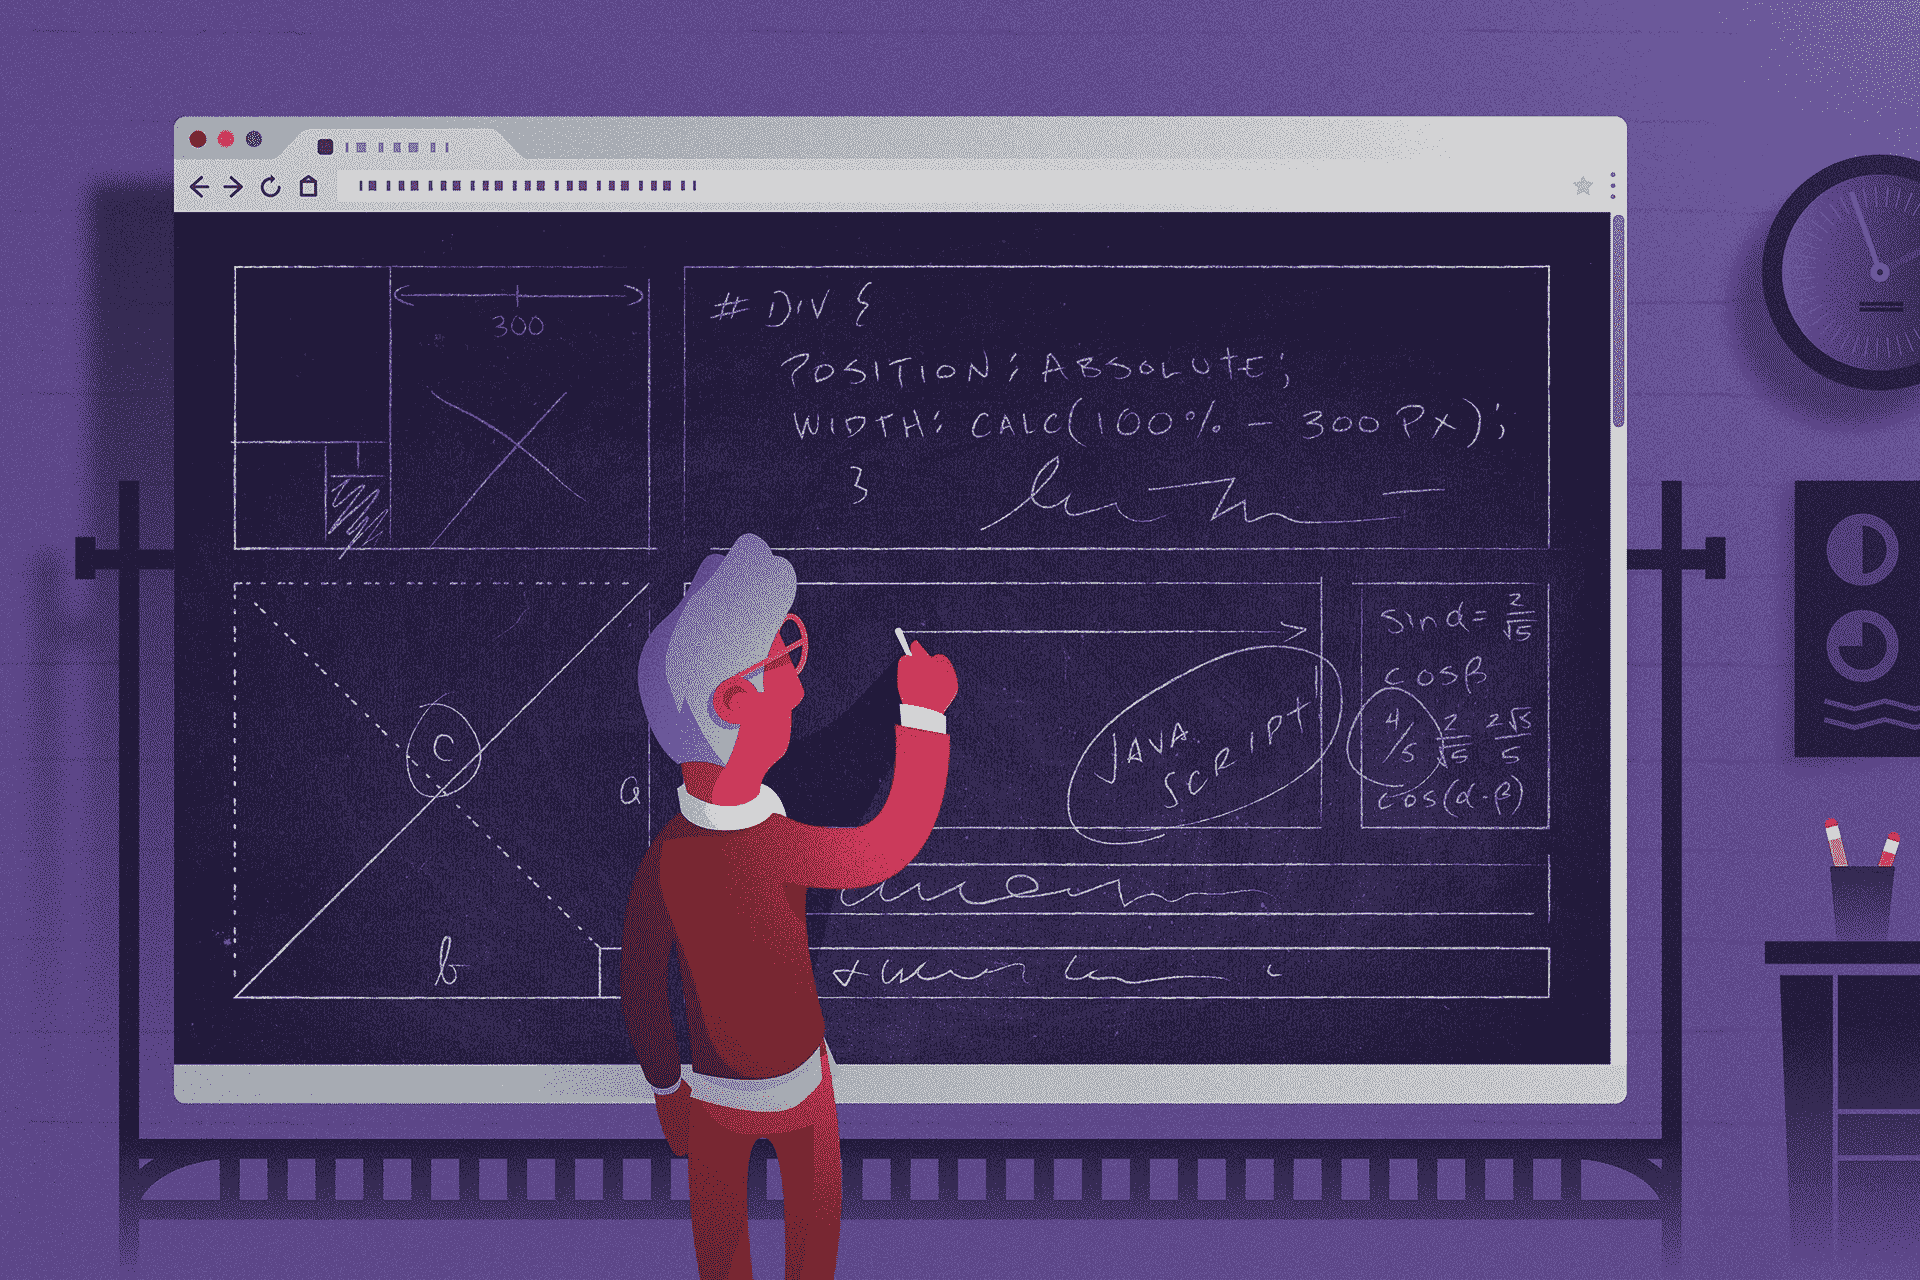 300
# DIV {
POSITION: ABSOLUTE;
WIDTH: CALC(100% - 300 PX);
}
C
a
b
JAVA
SCRIPT
sin α = 2/√5
cos β
4/5 2/√5 2√5/5
cos(α-β)